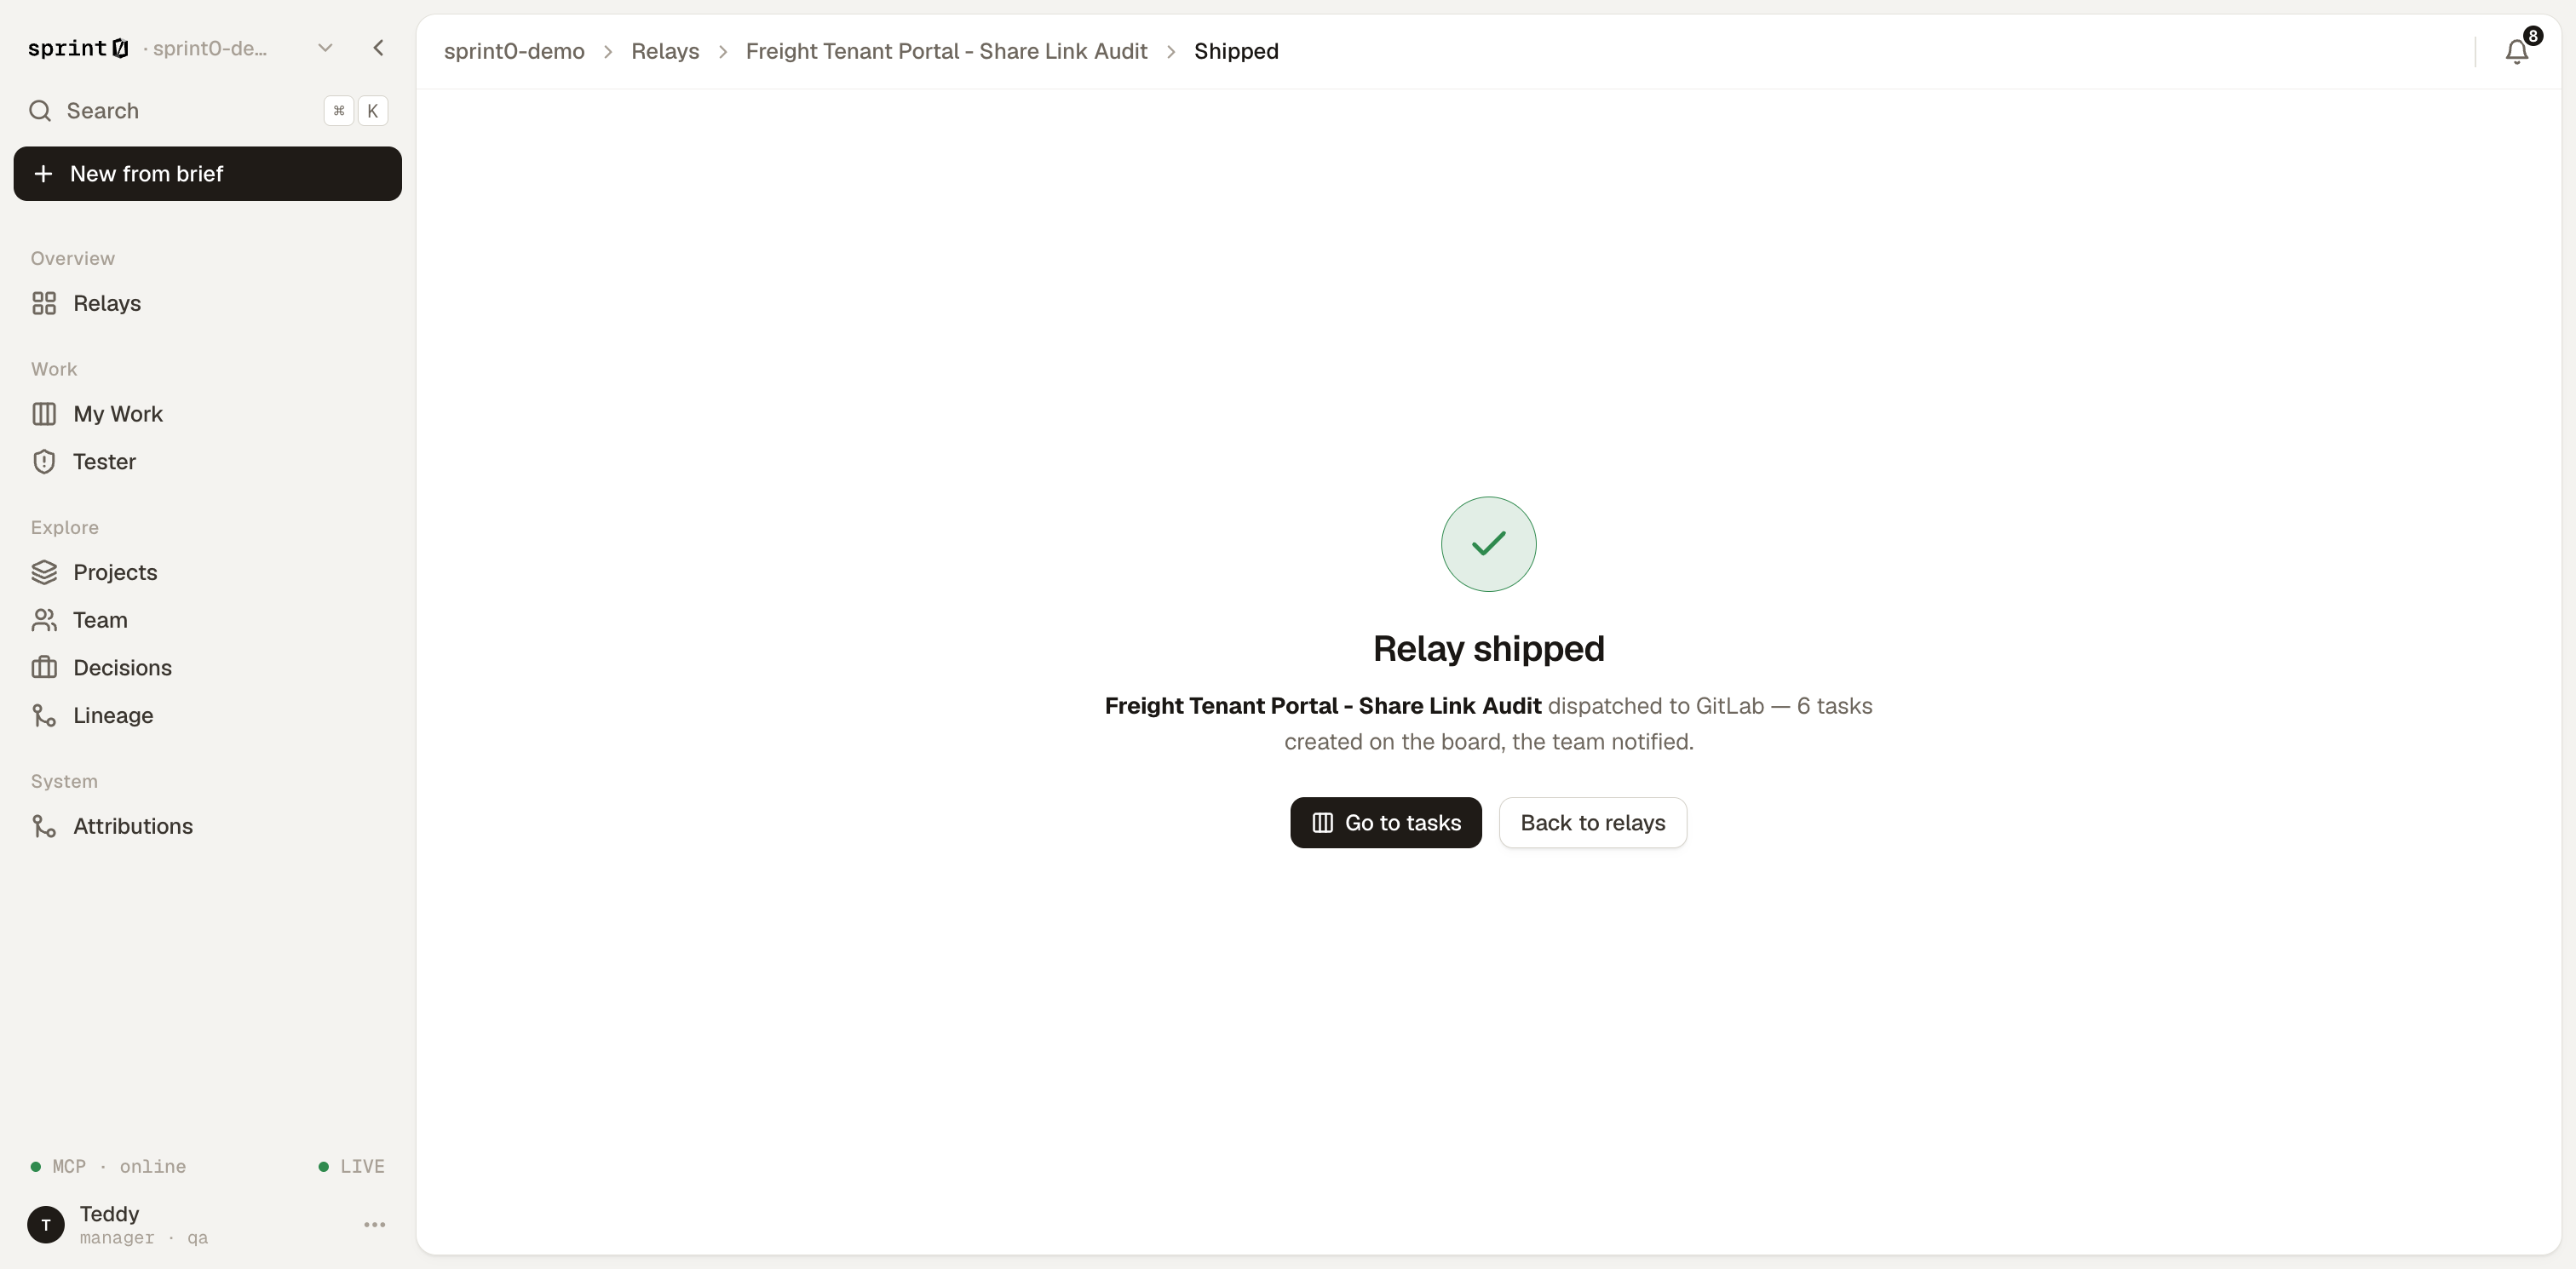 sprint0 · sprint0-de...
Search ⌘ K
New from brief
Overview
Relays
Work
My Work
Tester
Explore
Projects
Team
Decisions
Lineage
System
Attributions
MCP · online LIVE
T Teddy
manager · qa
sprint0-demo > Relays > Freight Tenant Portal - Share Link Audit > Shipped
8
Relay shipped
Freight Tenant Portal - Share Link Audit dispatched to GitLab — 6 tasks
created on the board, the team notified.
Go to tasks Back to relays